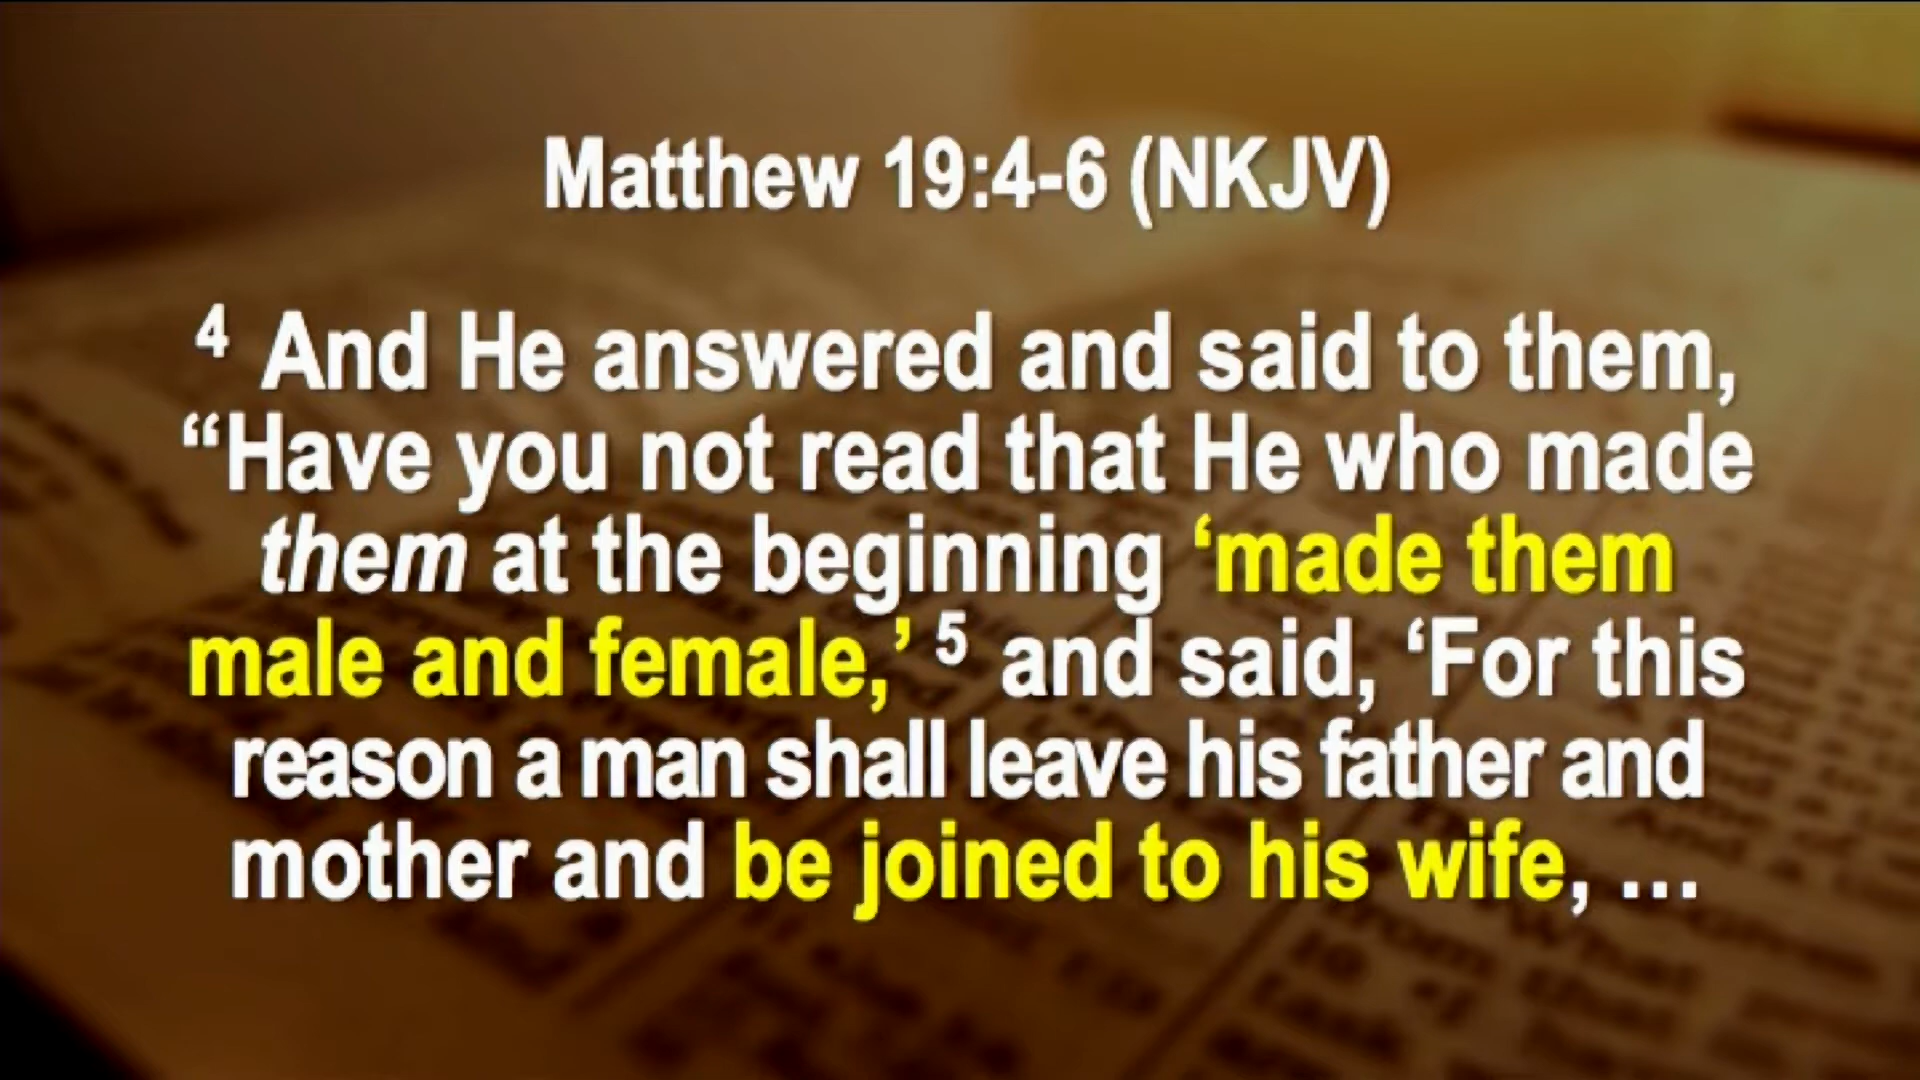 Matthew 19:4-6 (NKJV)
4 And He answered and said to them,
“Have you not read that He who made
them at the beginning ‘made them
male and female,’ 5 and said, ‘For this
reason a man shall leave his father and
mother and be joined to his wife, …